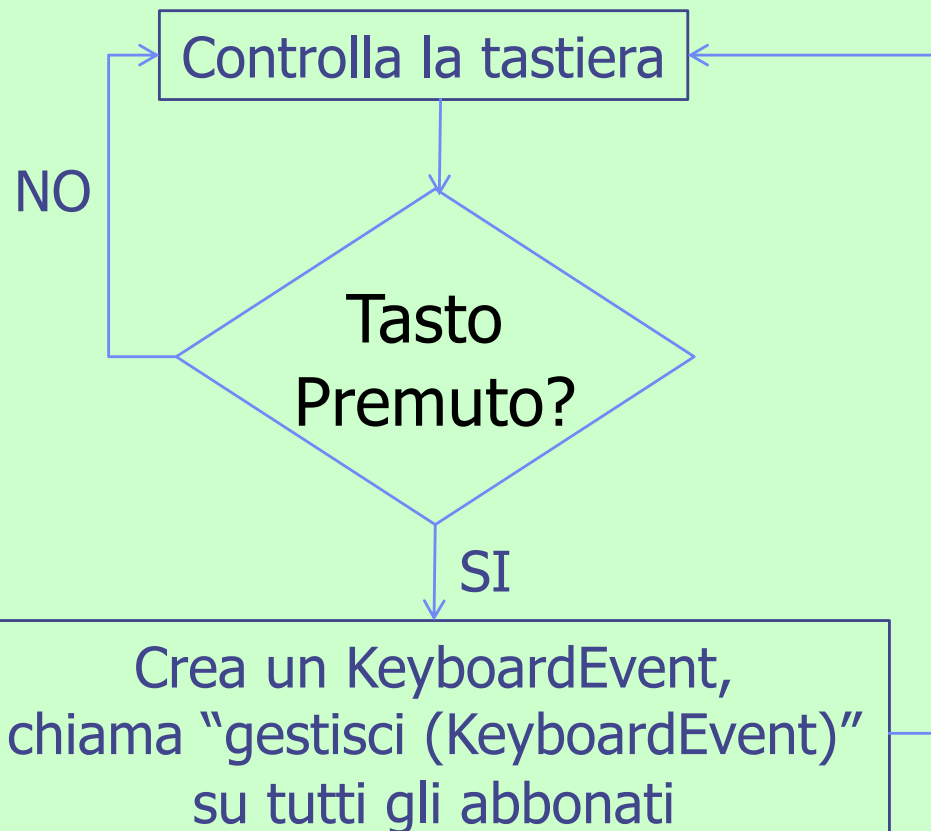 Controlla la tastiera
NO
Tasto
Premuto?
SI
Crea un KeyboardEvent,
chiama “gestisci (KeyboardEvent)”
su tutti gli abbonati